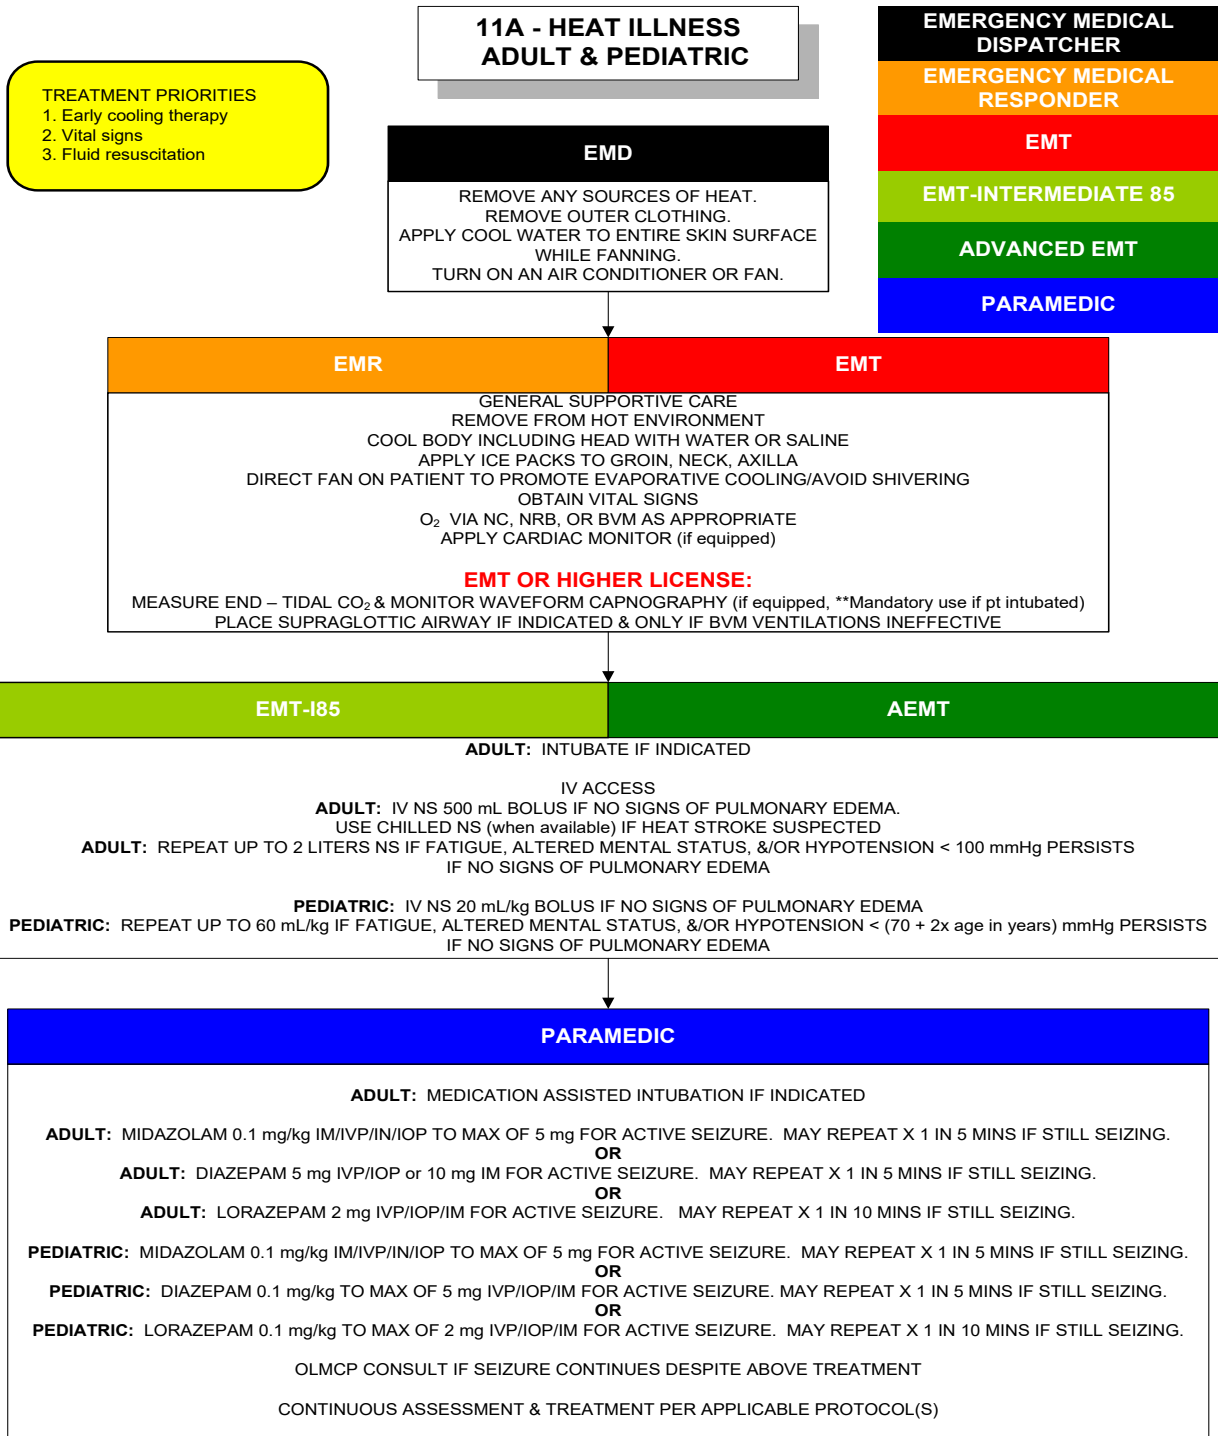 11A - HEAT ILLNESS
ADULT & PEDIATRIC
EMERGENCY MEDICAL
DISPATCHER
EMERGENCY MEDICAL
RESPONDER
EMT
EMT-INTERMEDIATE 85
ADVANCED EMT
PARAMEDIC
TREATMENT PRIORITIES
1. Early cooling therapy
2. Vital signs
3. Fluid resuscitation
EMD
REMOVE ANY SOURCES OF HEAT.
REMOVE OUTER CLOTHING.
APPLY COOL WATER TO ENTIRE SKIN SURFACE
WHILE FANNING.
TURN ON AN AIR CONDITIONER OR FAN.
EMR
EMT
GENERAL SUPPORTIVE CARE
REMOVE FROM HOT ENVIRONMENT
COOL BODY INCLUDING HEAD WITH WATER OR SALINE
APPLY ICE PACKS TO GROIN, NECK, AXILLA
DIRECT FAN ON PATIENT TO PROMOTE EVAPORATIVE COOLING/AVOID SHIVERING
OBTAIN VITAL SIGNS
O₂ VIA NC, NRB, OR BVM AS APPROPRIATE
APPLY CARDIAC MONITOR (if equipped)
EMT OR HIGHER LICENSE:
MEASURE END – TIDAL CO₂ & MONITOR WAVEFORM CAPNOGRAPHY (if equipped, **Mandatory use if pt intubated)
PLACE SUPRAGLOTTIC AIRWAY IF INDICATED & ONLY IF BVM VENTILATIONS INEFFECTIVE
EMT-I85
AEMT
ADULT: INTUBATE IF INDICATED
IV ACCESS
ADULT: IV NS 500 mL BOLUS IF NO SIGNS OF PULMONARY EDEMA.
USE CHILLED NS (when available) IF HEAT STROKE SUSPECTED
ADULT: REPEAT UP TO 2 LITERS NS IF FATIGUE, ALTERED MENTAL STATUS, &/OR HYPOTENSION < 100 mmHg PERSISTS
IF NO SIGNS OF PULMONARY EDEMA
PEDIATRIC: IV NS 20 mL/kg BOLUS IF NO SIGNS OF PULMONARY EDEMA
PEDIATRIC: REPEAT UP TO 60 mL/kg IF FATIGUE, ALTERED MENTAL STATUS, &/OR HYPOTENSION < (70 + 2x age in years) mmHg PERSISTS
IF NO SIGNS OF PULMONARY EDEMA
PARAMEDIC
ADULT: MEDICATION ASSISTED INTUBATION IF INDICATED
ADULT: MIDAZOLAM 0.1 mg/kg IM/IVP/IN/IOP TO MAX OF 5 mg FOR ACTIVE SEIZURE. MAY REPEAT X 1 IN 5 MINS IF STILL SEIZING.
OR
ADULT: DIAZEPAM 5 mg IVP/IOP or 10 mg IM FOR ACTIVE SEIZURE. MAY REPEAT X 1 IN 5 MINS IF STILL SEIZING.
OR
ADULT: LORAZEPAM 2 mg IVP/IOP/IM FOR ACTIVE SEIZURE. MAY REPEAT X 1 IN 10 MINS IF STILL SEIZING.
PEDIATRIC: MIDAZOLAM 0.1 mg/kg IM/IVP/IN/IOP TO MAX OF 5 mg FOR ACTIVE SEIZURE. MAY REPEAT X 1 IN 5 MINS IF STILL SEIZING.
OR
PEDIATRIC: DIAZEPAM 0.1 mg/kg TO MAX OF 5 mg IVP/IOP/IM FOR ACTIVE SEIZURE. MAY REPEAT X 1 IN 5 MINS IF STILL SEIZING.
OR
PEDIATRIC: LORAZEPAM 0.1 mg/kg TO MAX OF 2 mg IVP/IOP/IM FOR ACTIVE SEIZURE. MAY REPEAT X 1 IN 10 MINS IF STILL SEIZING.
OLMCP CONSULT IF SEIZURE CONTINUES DESPITE ABOVE TREATMENT
CONTINUOUS ASSESSMENT & TREATMENT PER APPLICABLE PROTOCOL(S)